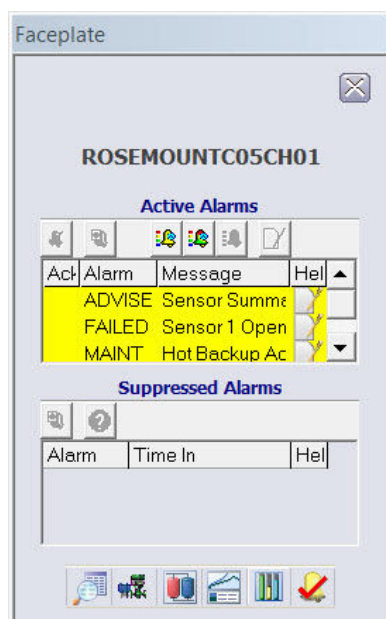 Faceplate
ROSEMOUNTC05CH01
Active Alarms
Ack Alarm Message Hel
ADVISE Sensor Summa
FAILED Sensor 1 Open
MAINT Hot Backup Ac
Suppressed Alarms
Alarm Time In Hel